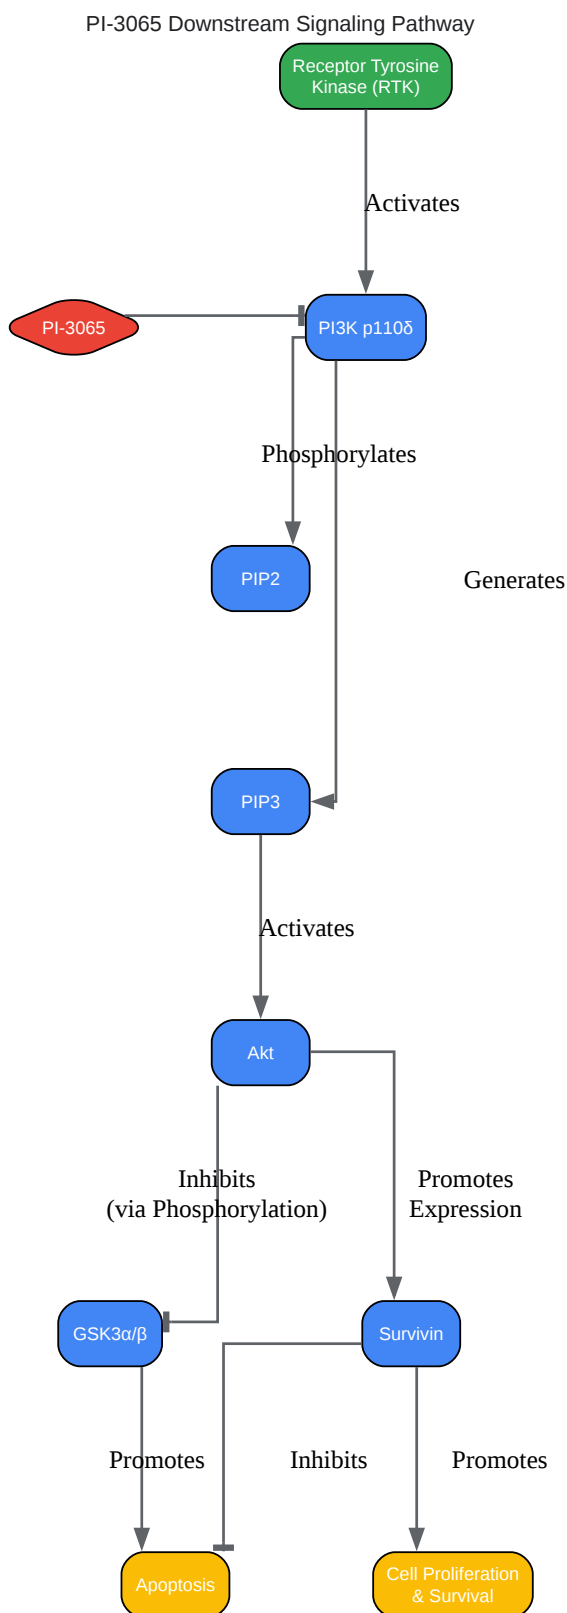 PI-3065 Downstream Signaling Pathway
Receptor Tyrosine
Kinase (RTK)
Activates
PI-3065
PI3K p110δ
Phosphorylates
PIP2
Generates
PIP3
Activates
Akt
Inhibits
(via Phosphorylation)
Promotes
Expression
GSK3α/β
Survivin
Promotes
Inhibits
Promotes
Apoptosis
Cell Proliferation
& Survival